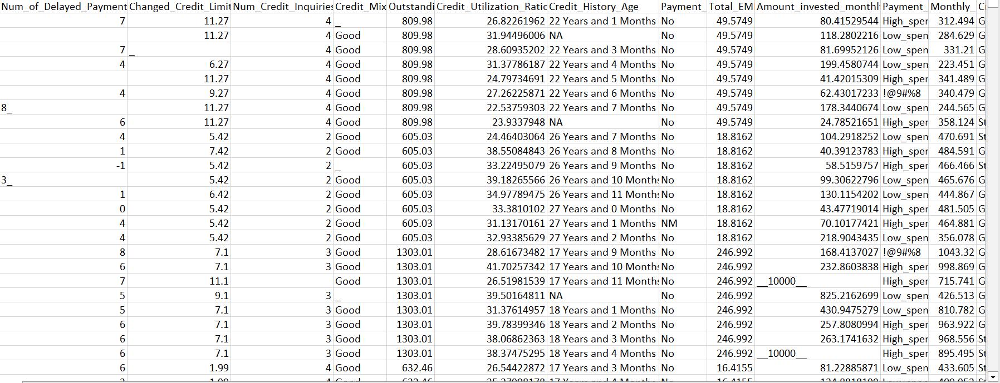 Num_of_Delayed_Payment Changed_Credit_Limit Num_Credit_Inquiries Credit_Mix Outstandi Credit_Utilization_Ratio Credit_History_Age Payment_ Total_EMI Amount_invested_monthly Payment_ Monthly_ C
7 11.27 4 _ 809.98 26.82261962 22 Years and 1 Months No 49.5749 80.41529544 High_sper 312.494 G
11.27 4 Good 809.98 31.94496006 NA No 49.5749 118.2802216 Low_spen 284.629 G
7 _ 4 Good 809.98 28.60935202 22 Years and 3 Months No 49.5749 81.69952126 Low_spen 331.21 G
4 6.27 4 Good 809.98 31.37786187 22 Years and 4 Months No 49.5749 199.4580744 Low_spen 223.451 G
11.27 4 Good 809.98 24.79734691 22 Years and 5 Months No 49.5749 41.42015309 High_sper 341.489 G
4 9.27 4 Good 809.98 27.26225871 22 Years and 6 Months No 49.5749 62.43017233 !@9#%8 340.479 G
8_ 11.27 4 Good 809.98 22.53759303 22 Years and 7 Months No 49.5749 178.3440674 Low_spen 244.565 G
6 11.27 4 Good 809.98 23.9337948 NA No 49.5749 24.78521651 High_sper 358.124 St
4 5.42 2 Good 605.03 24.46403064 26 Years and 7 Months No 18.8162 104.2918252 Low_spen 470.691 St
1 7.42 2 Good 605.03 38.55084843 26 Years and 8 Months No 18.8162 40.39123783 High_sper 484.591 G
-1 5.42 2 _ 605.03 33.22495079 26 Years and 9 Months No 18.8162 58.5159757 High_sper 466.466 St
3_ 5.42 2 Good 605.03 39.18265566 26 Years and 10 Months No 18.8162 99.30622796 Low_spen 465.676 G
1 6.42 2 Good 605.03 34.97789475 26 Years and 11 Months No 18.8162 130.1154202 Low_spen 444.867 G
0 5.42 2 Good 605.03 33.3810102 27 Years and 0 Months No 18.8162 43.47719014 High_sper 481.505 G
4 5.42 2 Good 605.03 31.13170161 27 Years and 1 Months NM 18.8162 70.10177421 High_sper 464.881 G
4 5.42 2 Good 605.03 32.93385629 27 Years and 2 Months No 18.8162 218.9043435 Low_spen 356.078 G
8 7.1 3 Good 1303.01 28.61673482 17 Years and 9 Months No 246.992 168.4137027 !@9#%8 1043.32 G
6 7.1 3 Good 1303.01 41.70257342 17 Years and 10 Months No 246.992 232.8603838 High_sper 998.869 G
7 11.1 Good 1303.01 26.51981539 17 Years and 11 Months No 246.992 __10000__ High_sper 715.741 G
5 9.1 3 _ 1303.01 39.50164811 NA No 246.992 825.2162699 Low_spen 426.513 G
5 7.1 3 Good 1303.01 31.37614957 18 Years and 1 Months No 246.992 430.9475279 Low_spen 810.782 G
6 7.1 3 Good 1303.01 39.78399346 18 Years and 2 Months No 246.992 257.8080994 High_sper 963.922 G
6 7.1 3 Good 1303.01 38.06862363 18 Years and 3 Months No 246.992 263.1741632 High_sper 968.556 St
6 7.1 3 Good 1303.01 38.37475295 18 Years and 4 Months No 246.992 __10000__ High_sper 895.495 St
6 1.99 4 Good 632.46 26.54422872 17 Years and 3 Months No 16.4155 81.22885871 Low_spen 433.605 St